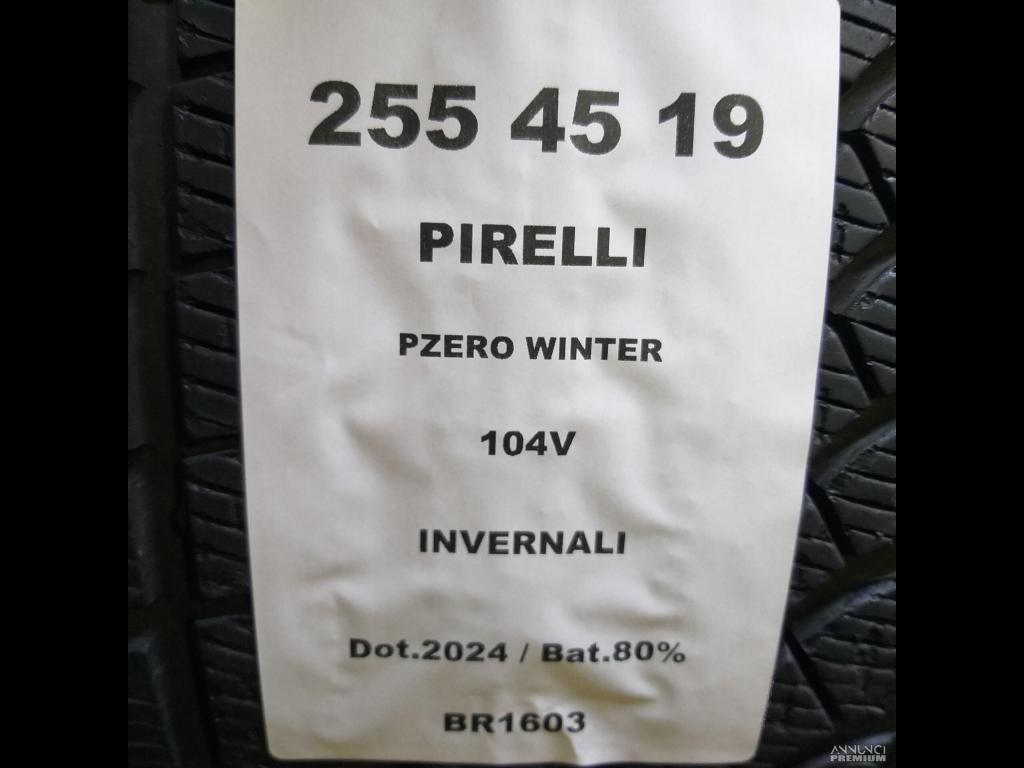 255 45 19
PIRELLI
PZERO WINTER
104V
INVERNALI
Dot.2024 / Bat.80%
BR1603
ANNUNCI
PREMIUM